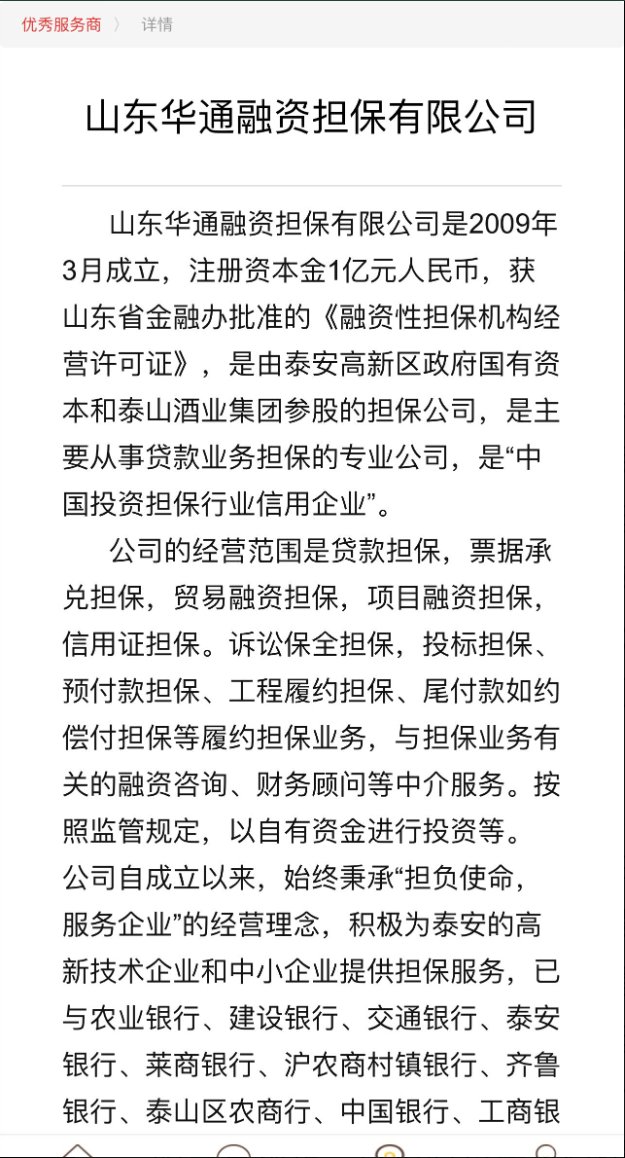 优秀服务商 〉 详情
山东华通融资担保有限公司
山东华通融资担保有限公司是2009年
3月成立，注册资本金1亿元人民币，获
山东省金融办批准的《融资性担保机构经
营许可证》，是由泰安高新区政府国有资
本和泰山酒业集团参股的担保公司，是主
要从事贷款业务担保的专业公司，是“中
国投资担保行业信用企业”。
公司的经营范围是贷款担保，票据承
兑担保，贸易融资担保，项目融资担保，
信用证担保。诉讼保全担保，投标担保、
预付款担保、工程履约担保、尾付款如约
偿付担保等履约担保业务，与担保业务有
关的融资咨询、财务顾问等中介服务。按
照监管规定，以自有资金进行投资等。
公司自成立以来，始终秉承“担负使命，
服务企业”的经营理念，积极为泰安的高
新技术企业和中小企业提供担保服务，已
与农业银行、建设银行、交通银行、泰安
银行、莱商银行、沪农商村镇银行、齐鲁
银行、泰山区农商行、中国银行、工商银